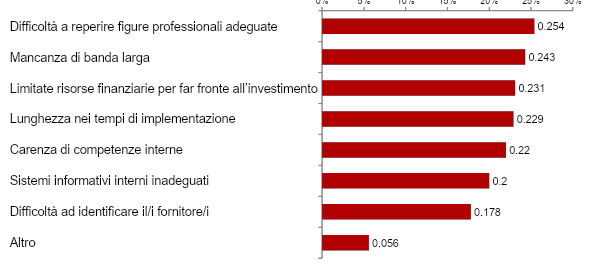 0% 5% 10% 15% 20% 25% 30%
Difficoltà a reperire figure professionali adeguate 0.254
Mancanza di banda larga 0.243
Limitate risorse finanziarie per far fronte all'investimento 0.231
Lunghezza nei tempi di implementazione 0.229
Carenza di competenze interne 0.22
Sistemi informativi interni inadeguati 0.2
Difficoltà ad identificare il/i fornitore/i 0.178
Altro 0.056